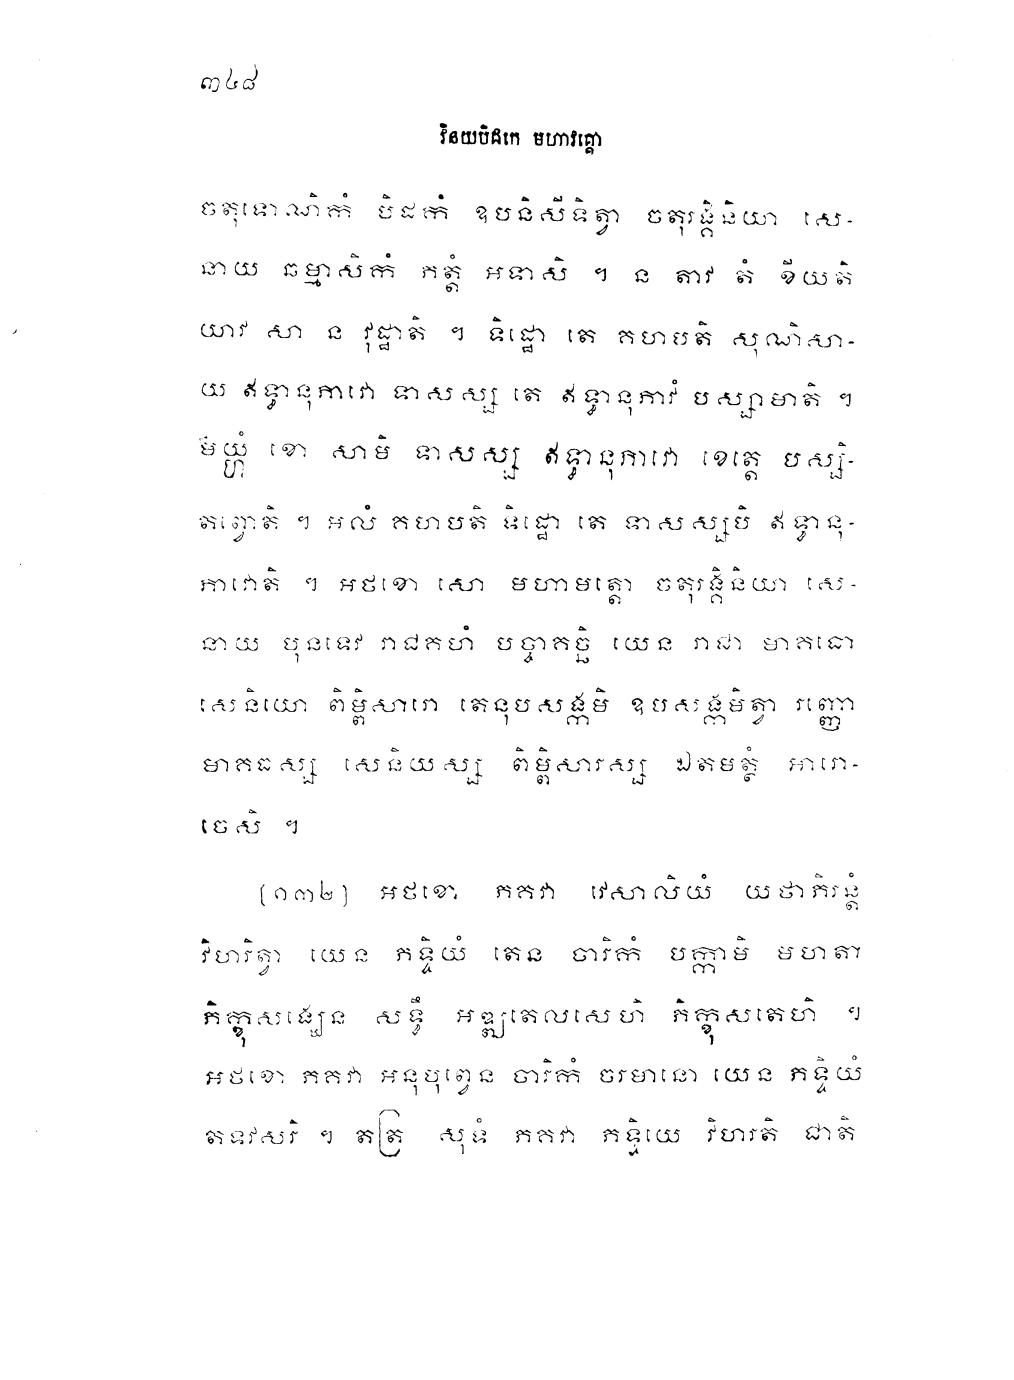 ៣៤៨
វិនយបិដកេ មហាវគ្គោ
ចតុទោណិកំ បិដកំ ឧបនិសីទិត្វា ចតុរង្គិនិយា សេ-
នាយ ឆម្មាសិកំ ភត្តំ អទាសិ ។ ន តាវ តំ ខីយតិ
យាវ សា ន វុដ្ឋាតិ ។ ទិដ្ឋោ តេ គហបតិ សុណិសា-
យ ឥទ្ធានុភាវោ ទាសស្ស តេ ឥទ្ធានុភាវំ បស្សាមាតិ ។
មយ្ហំ ខោ សាមិ ទាសស្ស ឥទ្ធានុភាវោ ខេត្តេ បស្សិ-
តព្វោតិ ។ អលំ គហបតិ ទិដ្ឋោ តេ ទាសស្សបិ ឥទ្ធានុ-
ភាវោតិ ។ អថខោ សោ មហាមត្តោ ចតុរង្គិនិយា សេ-
នាយ បុនទេវ រាជគហំ បច្ចាគច្ឆិ យេន រាជា មាគធោ
សេនិយោ ពិម្ពិសារោ តេនុបសង្កមិ ឧបសង្កមិត្វា រញ្ញោ
មាគធស្ស សេនិយស្ស ពិម្ពិសារស្ស ឯតមត្ថំ អារោ-
ចេសិ ។
(១៣២) អថខោ ភគវា វេសាលិយំ យថាភិរន្តំ
វិហរិត្វា យេន ភទ្ទិយំ តេន ចារិកំ បក្កាមិ មហតា
ភិក្ខុសង្ឃេន សទ្ធឹ អឌ្ឍតេលសេហិ ភិក្ខុសតេហិ ។
អថខោ ភគវា អនុបុព្វេន ចារិកំ ចរមានោ យេន ភទ្ទិយំ
តទវសរិ ។ តត្រ សុទំ ភគវា ភទ្ទិយេ វិហរតិ ជាតិ